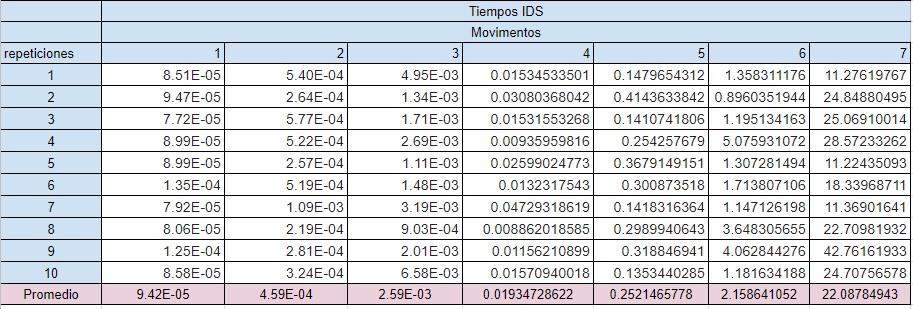 Tiempos IDS
Movimentos
repeticiones 1 2 3 4 5 6 7
1 8.51E-05 5.40E-04 4.95E-03 0.01534533501 0.1479654312 1.358311176 11.27619767
2 9.47E-05 2.64E-04 1.34E-03 0.03080368042 0.4143633842 0.8960351944 24.84880495
3 7.72E-05 5.77E-04 1.71E-03 0.01531553268 0.1410741806 1.195134163 25.06910014
4 8.99E-05 5.22E-04 2.69E-03 0.00935959816 0.254257679 5.075931072 28.57233262
5 8.99E-05 2.57E-04 1.11E-03 0.02599024773 0.3679149151 1.307281494 11.22435093
6 1.35E-04 5.19E-04 1.48E-03 0.0132317543 0.300873518 1.713807106 18.33968711
7 7.92E-05 1.09E-03 3.19E-03 0.04729318619 0.1418316364 1.147126198 11.36901641
8 8.06E-05 2.19E-04 9.03E-04 0.008862018585 0.2989940643 3.648305655 22.70981932
9 1.25E-04 2.81E-04 2.01E-03 0.01156210899 0.318846941 4.062844276 42.76161933
10 8.58E-05 3.24E-04 6.58E-03 0.01570940018 0.1353440285 1.181634188 24.70756578
Promedio 9.42E-05 4.59E-04 2.59E-03 0.01934728622 0.2521465778 2.158641052 22.08784943